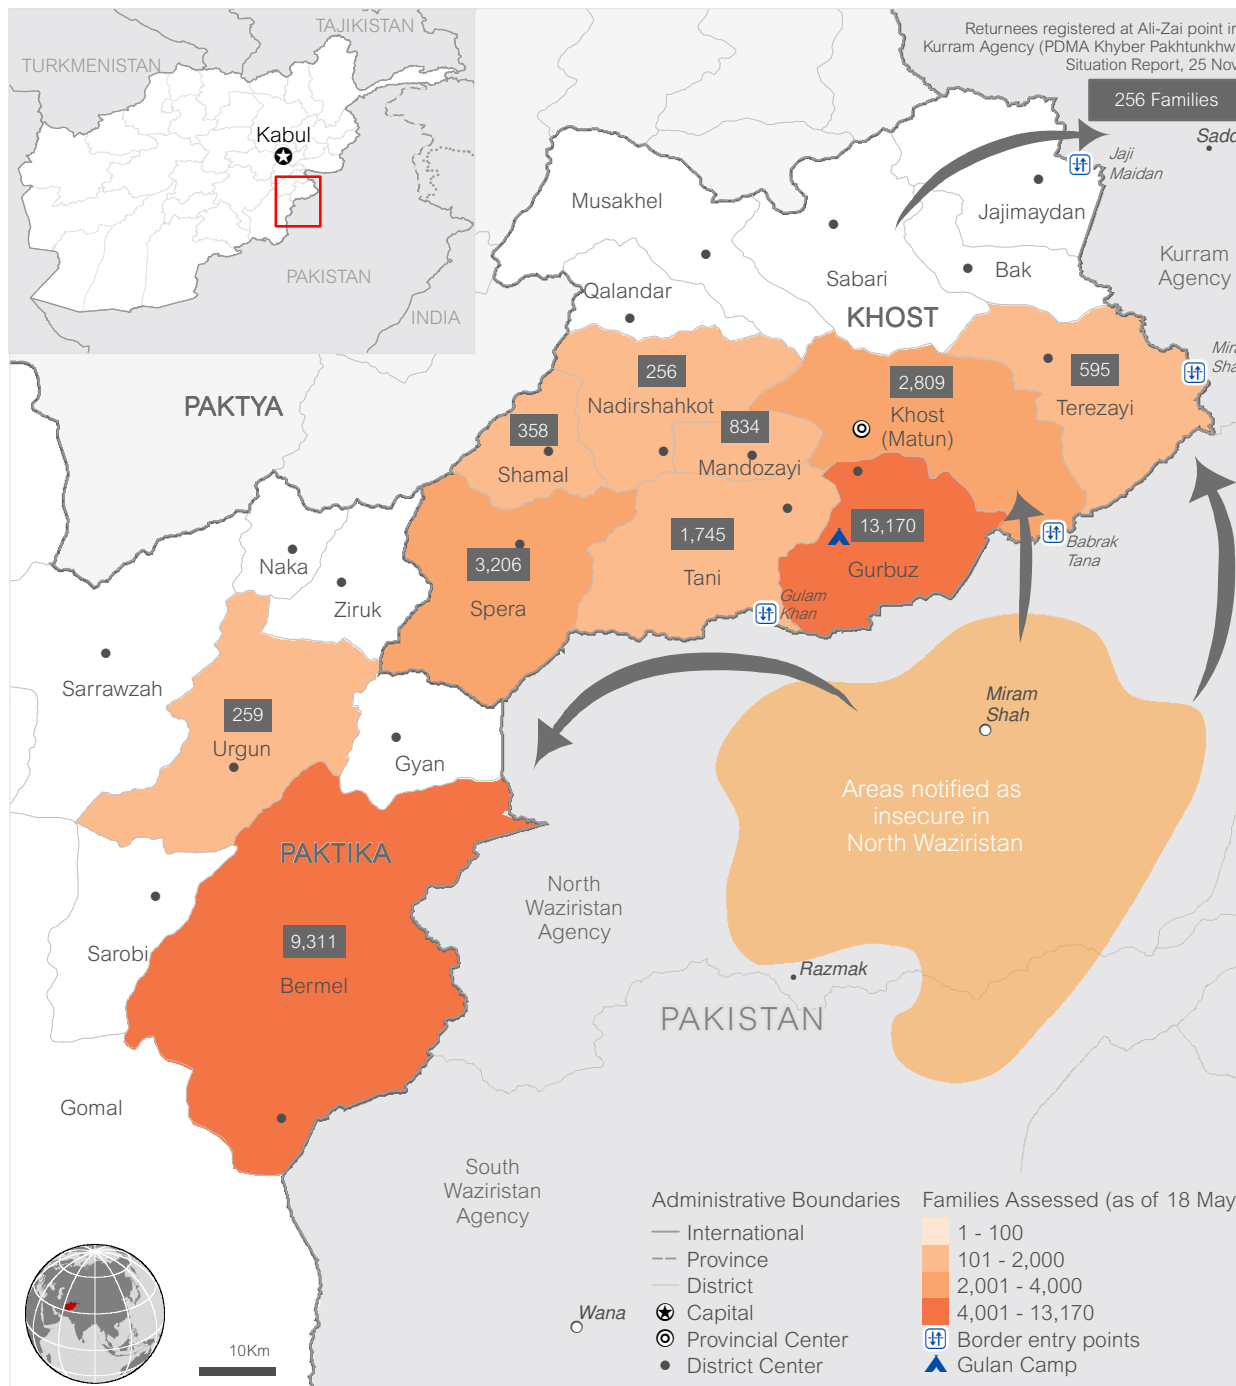 Returnees registered at Ali-Zai point in
Kurram Agency (PDMA Khyber Pakhtunkhw
Situation Report, 25 Nov
256 Families
TAJIKISTAN
TURKMENISTAN
Kabul
PAKISTAN
INDIA
Sadd
Jaji
Maidan
Musakhel
Jajimaydan
Kurram
Agency
Sabari
Bak
Qalandar
KHOST
Mira
Sha
256
2,809
595
PAKTYA
Nadirshahkot
Khost
(Matun)
Terezayi
358
834
Shamal
Mandozayi
13,170
1,745
Babrak
Tana
Naka
3,206
Tani
Gurbuz
Ziruk
Spera
Gulam
Khan
Sarrawzah
Miram
Shah
259
Urgun
Gyan
Areas notified as
insecure in
North Waziristan
PAKTIKA
North
Waziristan
Agency
9,311
Sarobi
Bermel
Razmak
PAKISTAN
Gomal
South
Waziristan
Agency
Wana
10Km
Administrative Boundaries
International
Province
District
Capital
Provincial Center
District Center
Families Assessed (as of 18 May
1 - 100
101 - 2,000
2,001 - 4,000
4,001 - 13,170
Border entry points
Gulan Camp